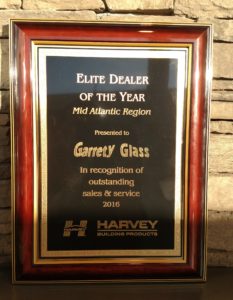 ELITE DEALER
OF THE YEAR
Mid Atlantic Region
Presented to
Garrety Glass
In recognition of
outstanding
sales & service
2016
HARVEY
BUILDING PRODUCTS